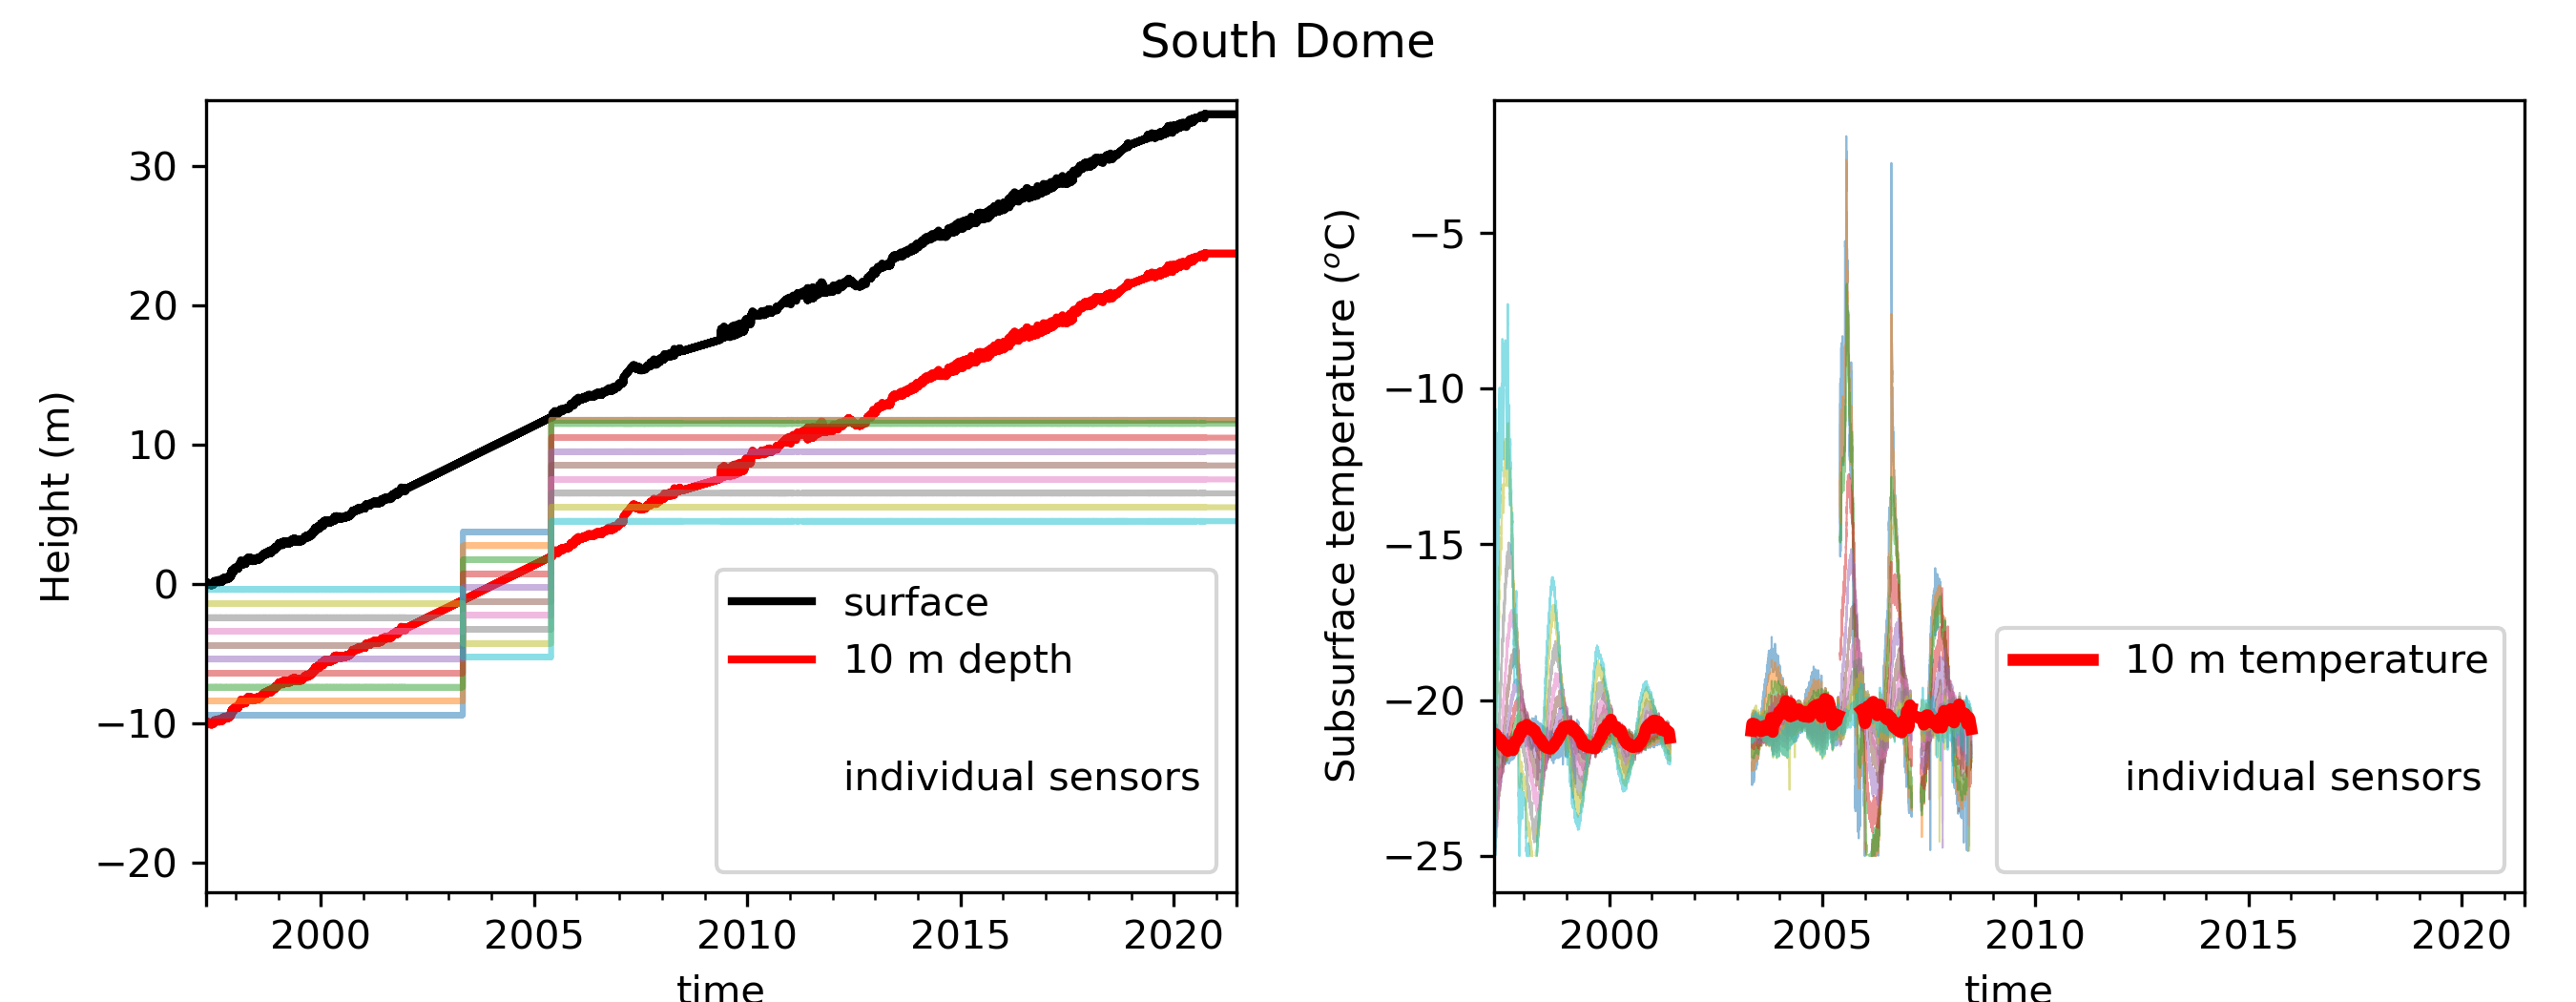 South Dome
Height (m)
30
20
10
0
−10
−20
2000
2005
2010
2015
2020
time
surface
10 m depth
individual sensors
Subsurface temperature (°C)
−5
−10
−15
−20
−25
2000
2005
2010
2015
2020
time
10 m temperature
individual sensors